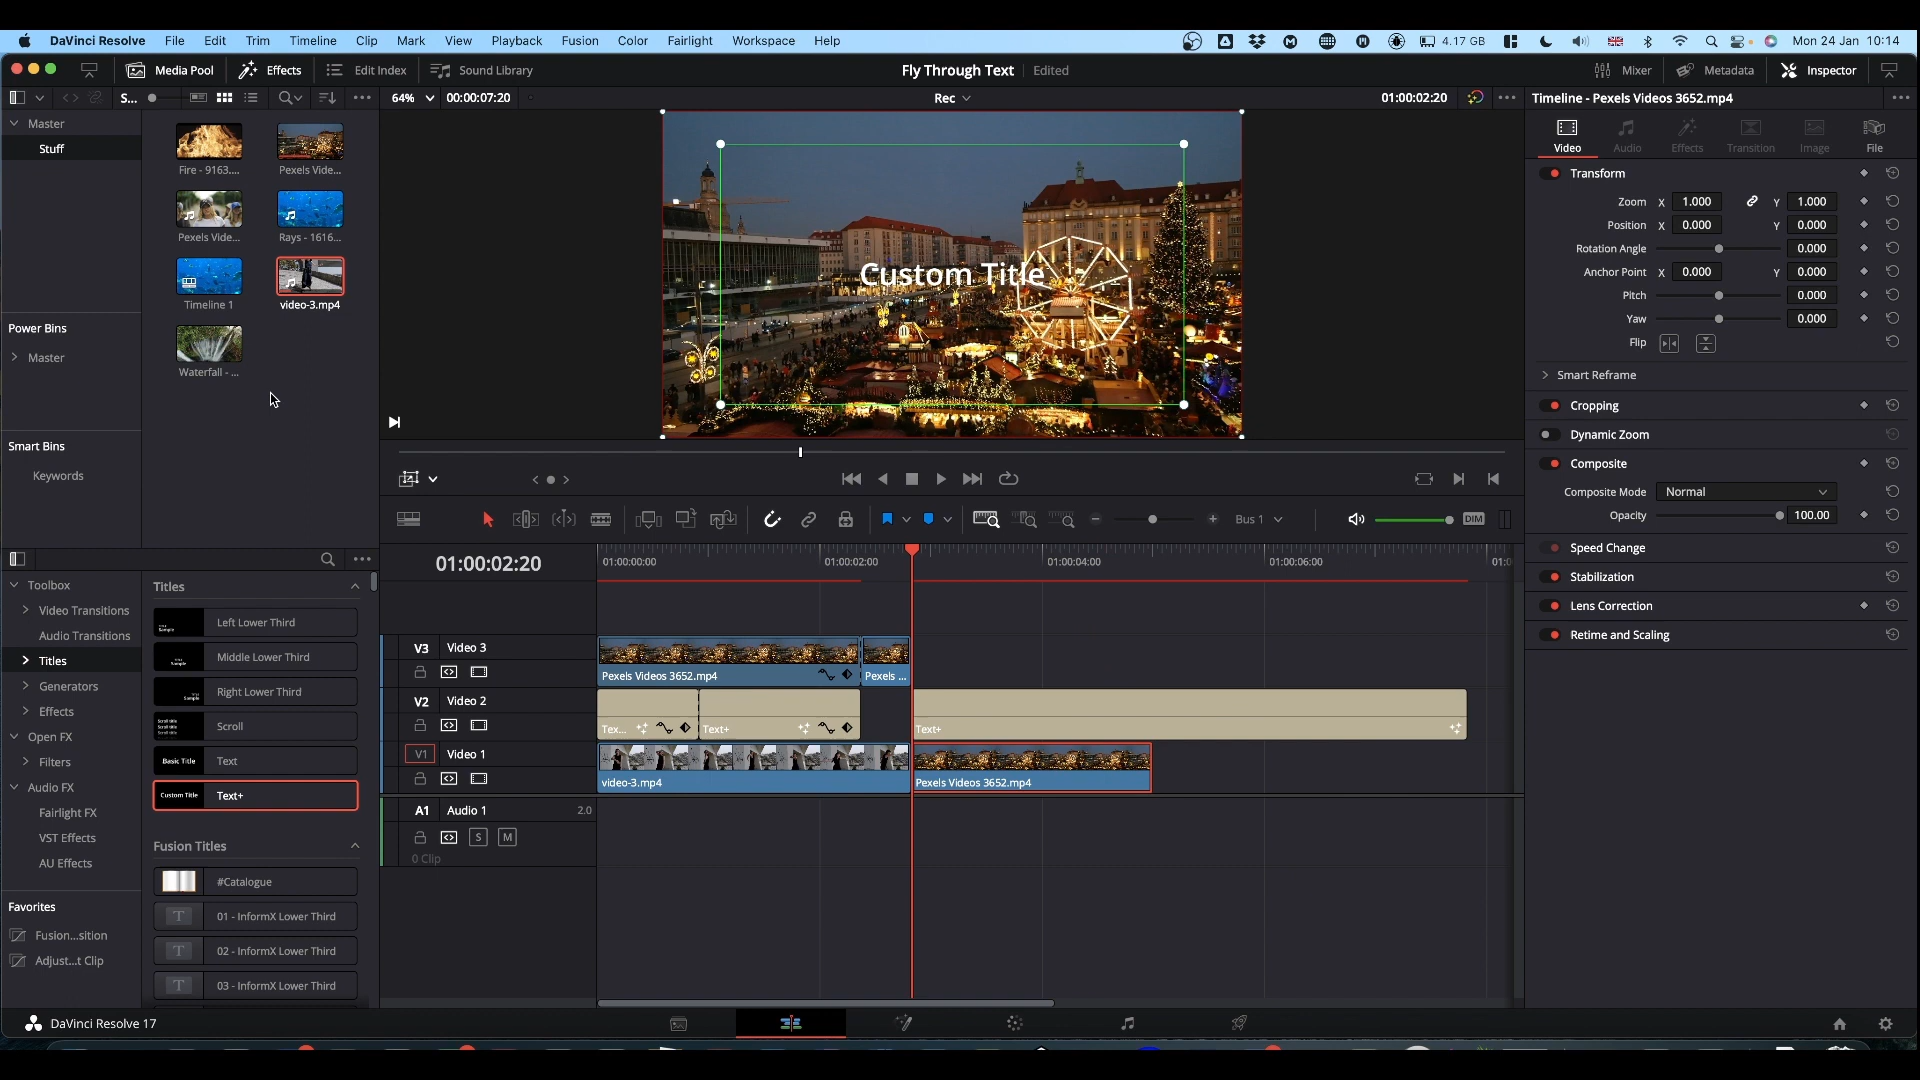 DaVinci Resolve File Edit Trim Timeline Clip Mark View Playback Fusion Color Fairlight Workspace Help 4.17 GB Mon 24 Jan 10:14
Media Pool Effects Edit Index Sound Library Fly Through Text Edited Mixer Metadata Inspector
S... 64% 00:00:07:20 Rec 01:00:02:20 Timeline - Pexels Videos 3652.mp4
Master
Stuff
Fire - 9163.... Pexels Vide...
Pexels Vide... Rays - 1616...
Timeline 1 video-3.mp4
Waterfall - ...
Power Bins
Master
Smart Bins
Keywords
Custom Title
Video Audio Effects Transition Image File
Transform
Zoom X 1.000 Y 1.000
Position X 0.000 Y 0.000
Rotation Angle 0.000
Anchor Point X 0.000 Y 0.000
Pitch 0.000
Yaw 0.000
Flip
Smart Reframe
Cropping
Dynamic Zoom
Composite
Composite Mode Normal
Opacity 100.00
Speed Change
Stabilization
Lens Correction
Retime and Scaling
Bus 1 DIM
Toolbox
Video Transitions
Audio Transitions
Titles
Generators
Effects
Open FX
Filters
Audio FX
Fairlight FX
VST Effects
AU Effects
Favorites
Fusion...sition
Adjust...t Clip
Titles
Left Lower Third
Middle Lower Third
Right Lower Third
Scroll
Basic Title Text
Custom Title Text+
Fusion Titles
#Catalogue
T 01 - InformX Lower Third
T 02 - InformX Lower Third
T 03 - InformX Lower Third
01:00:02:20 01:00:00:00 01:00:02:00 01:00:04:00 01:00:06:00 01:0
V3 Video 3
Pexels Videos 3652.mp4 Pexels ...
V2 Video 2
Tex... Text+ Text+
V1 Video 1
video-3.mp4 Pexels Videos 3652.mp4
A1 Audio 1 2.0
S M
0 Clip
DaVinci Resolve 17